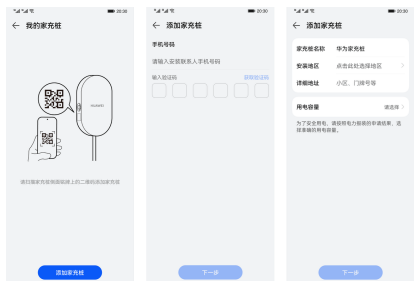 00:30
我的家充桩
HUAWEI
请扫描家充桩侧面铭牌上的二维码添加家充桩
添加家充桩
00:30
添加家充桩
手机号码
请输入安装联系人手机号码
输入验证码
获取验证码
下一步
00:30
添加家充桩
家充桩名称 华为家充桩
安装地区 点击此处选择地区
详细地址 小区、门牌号等
用电容量 请选择
为了安全用电，请按照电力报装的申请结果，选
择准确的用电容量。
下一步